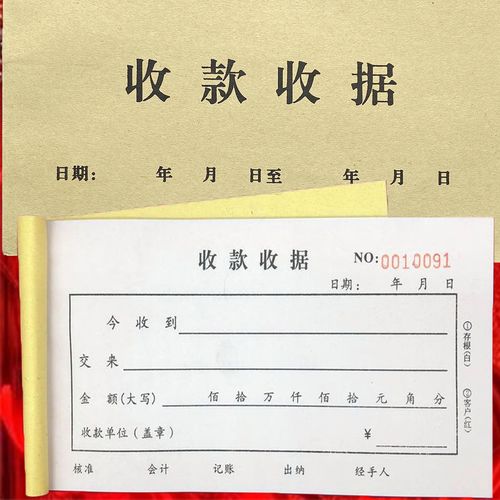 收款收据
日期： 年 月 日至 年 月 日
收款收据 NO:0010091
日期： 年 月 日
今收到
交来
金额(大写) 佰拾万仟佰拾元角分
收款单位(盖章) ¥
核准 会计 记账 出纳 经手人
①存根(白)
②客户(红)